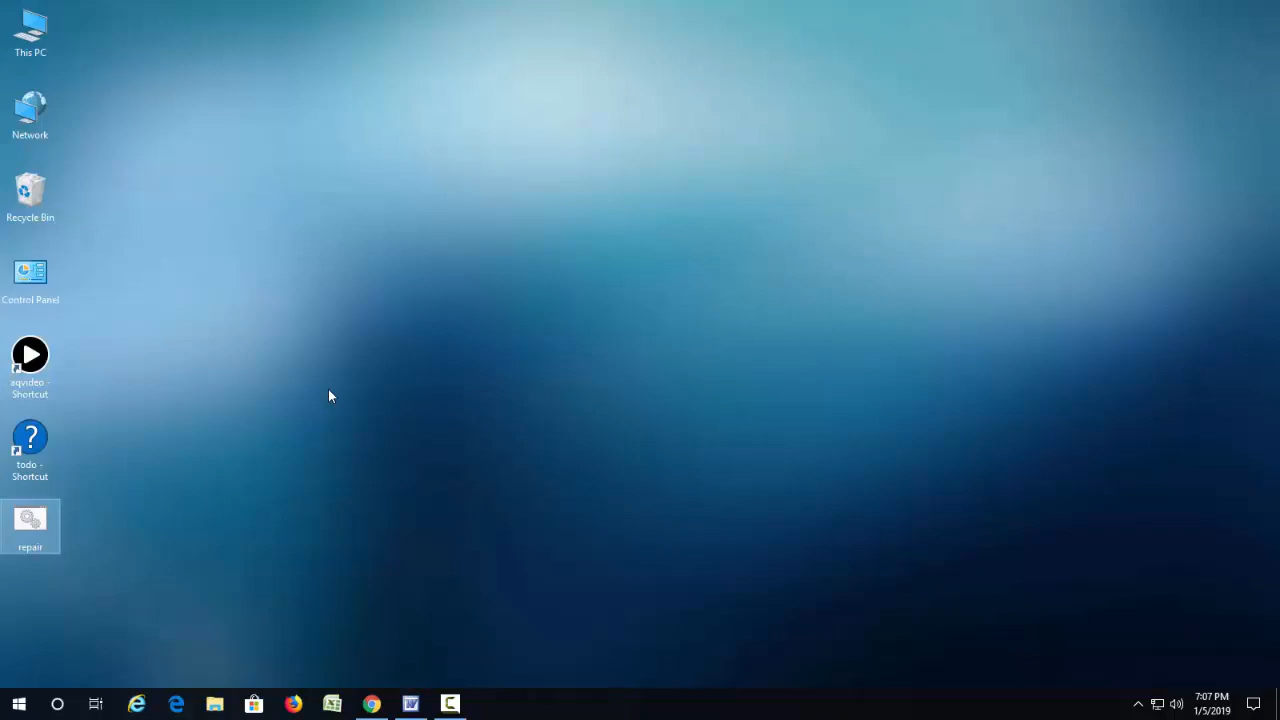 This PC
Network
Recycle Bin
Control Panel
aqvideo -
Shortcut
?
todo -
Shortcut
repair
7:07 PM
1/5/2019